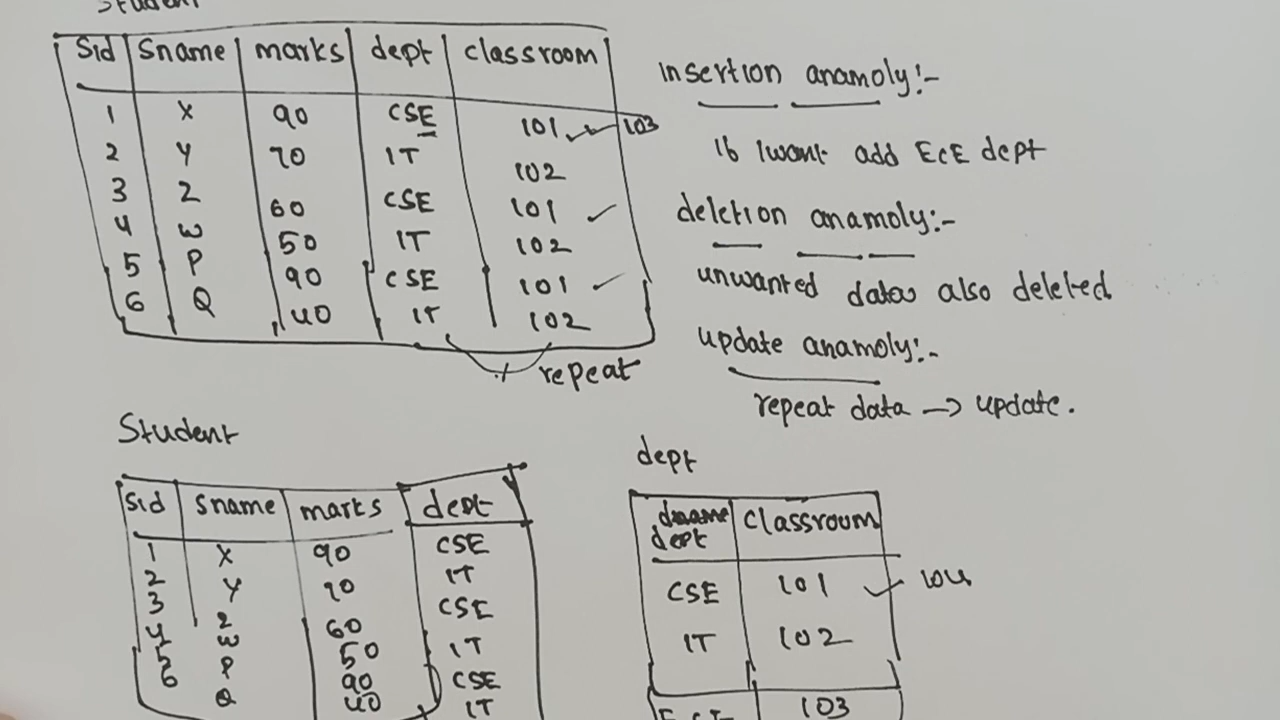 Student
Sid Sname marks dept classroom
1 X 90 CSE 101 103
2 Y 70 IT 102
3 Z 60 CSE 101
4 W 50 IT 102
5 P 90 CSE 101
6 Q 40 IT 102
repeat
insertion anamoly:-
if I want add ECE dept
deletion anamoly:-
unwanted data also deleted
update anamoly:-
repeat data -> update.
Student
Sid Sname marks dept
1 X 90 CSE
2 Y 70 IT
3 Z 60 CSE
4 W 50 IT
5 P 90 CSE
6 Q 40 IT
dept
dname dept classroom
CSE 101 104
IT 102
ECE 103